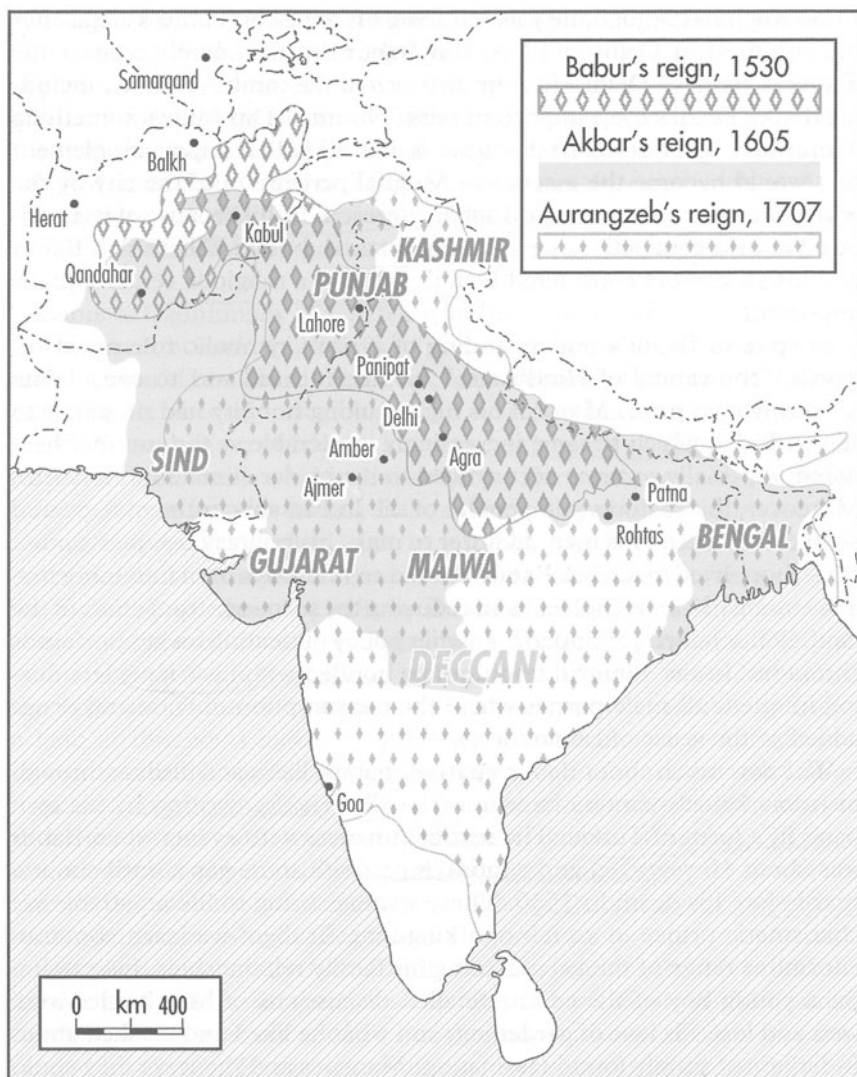 Babur's reign, 1530
Akbar's reign, 1605
Aurangzeb's reign, 1707
Samarqand
Balkh
Herat
Kabul
KASHMIR
Qandahar
PUNJAB
Lahore
Panipat
Delhi
SIND
Amber
Agra
Ajmer
Patna
Rohtas
BENGAL
GUJARAT
MALWA
DECCAN
Goa
0 km 400